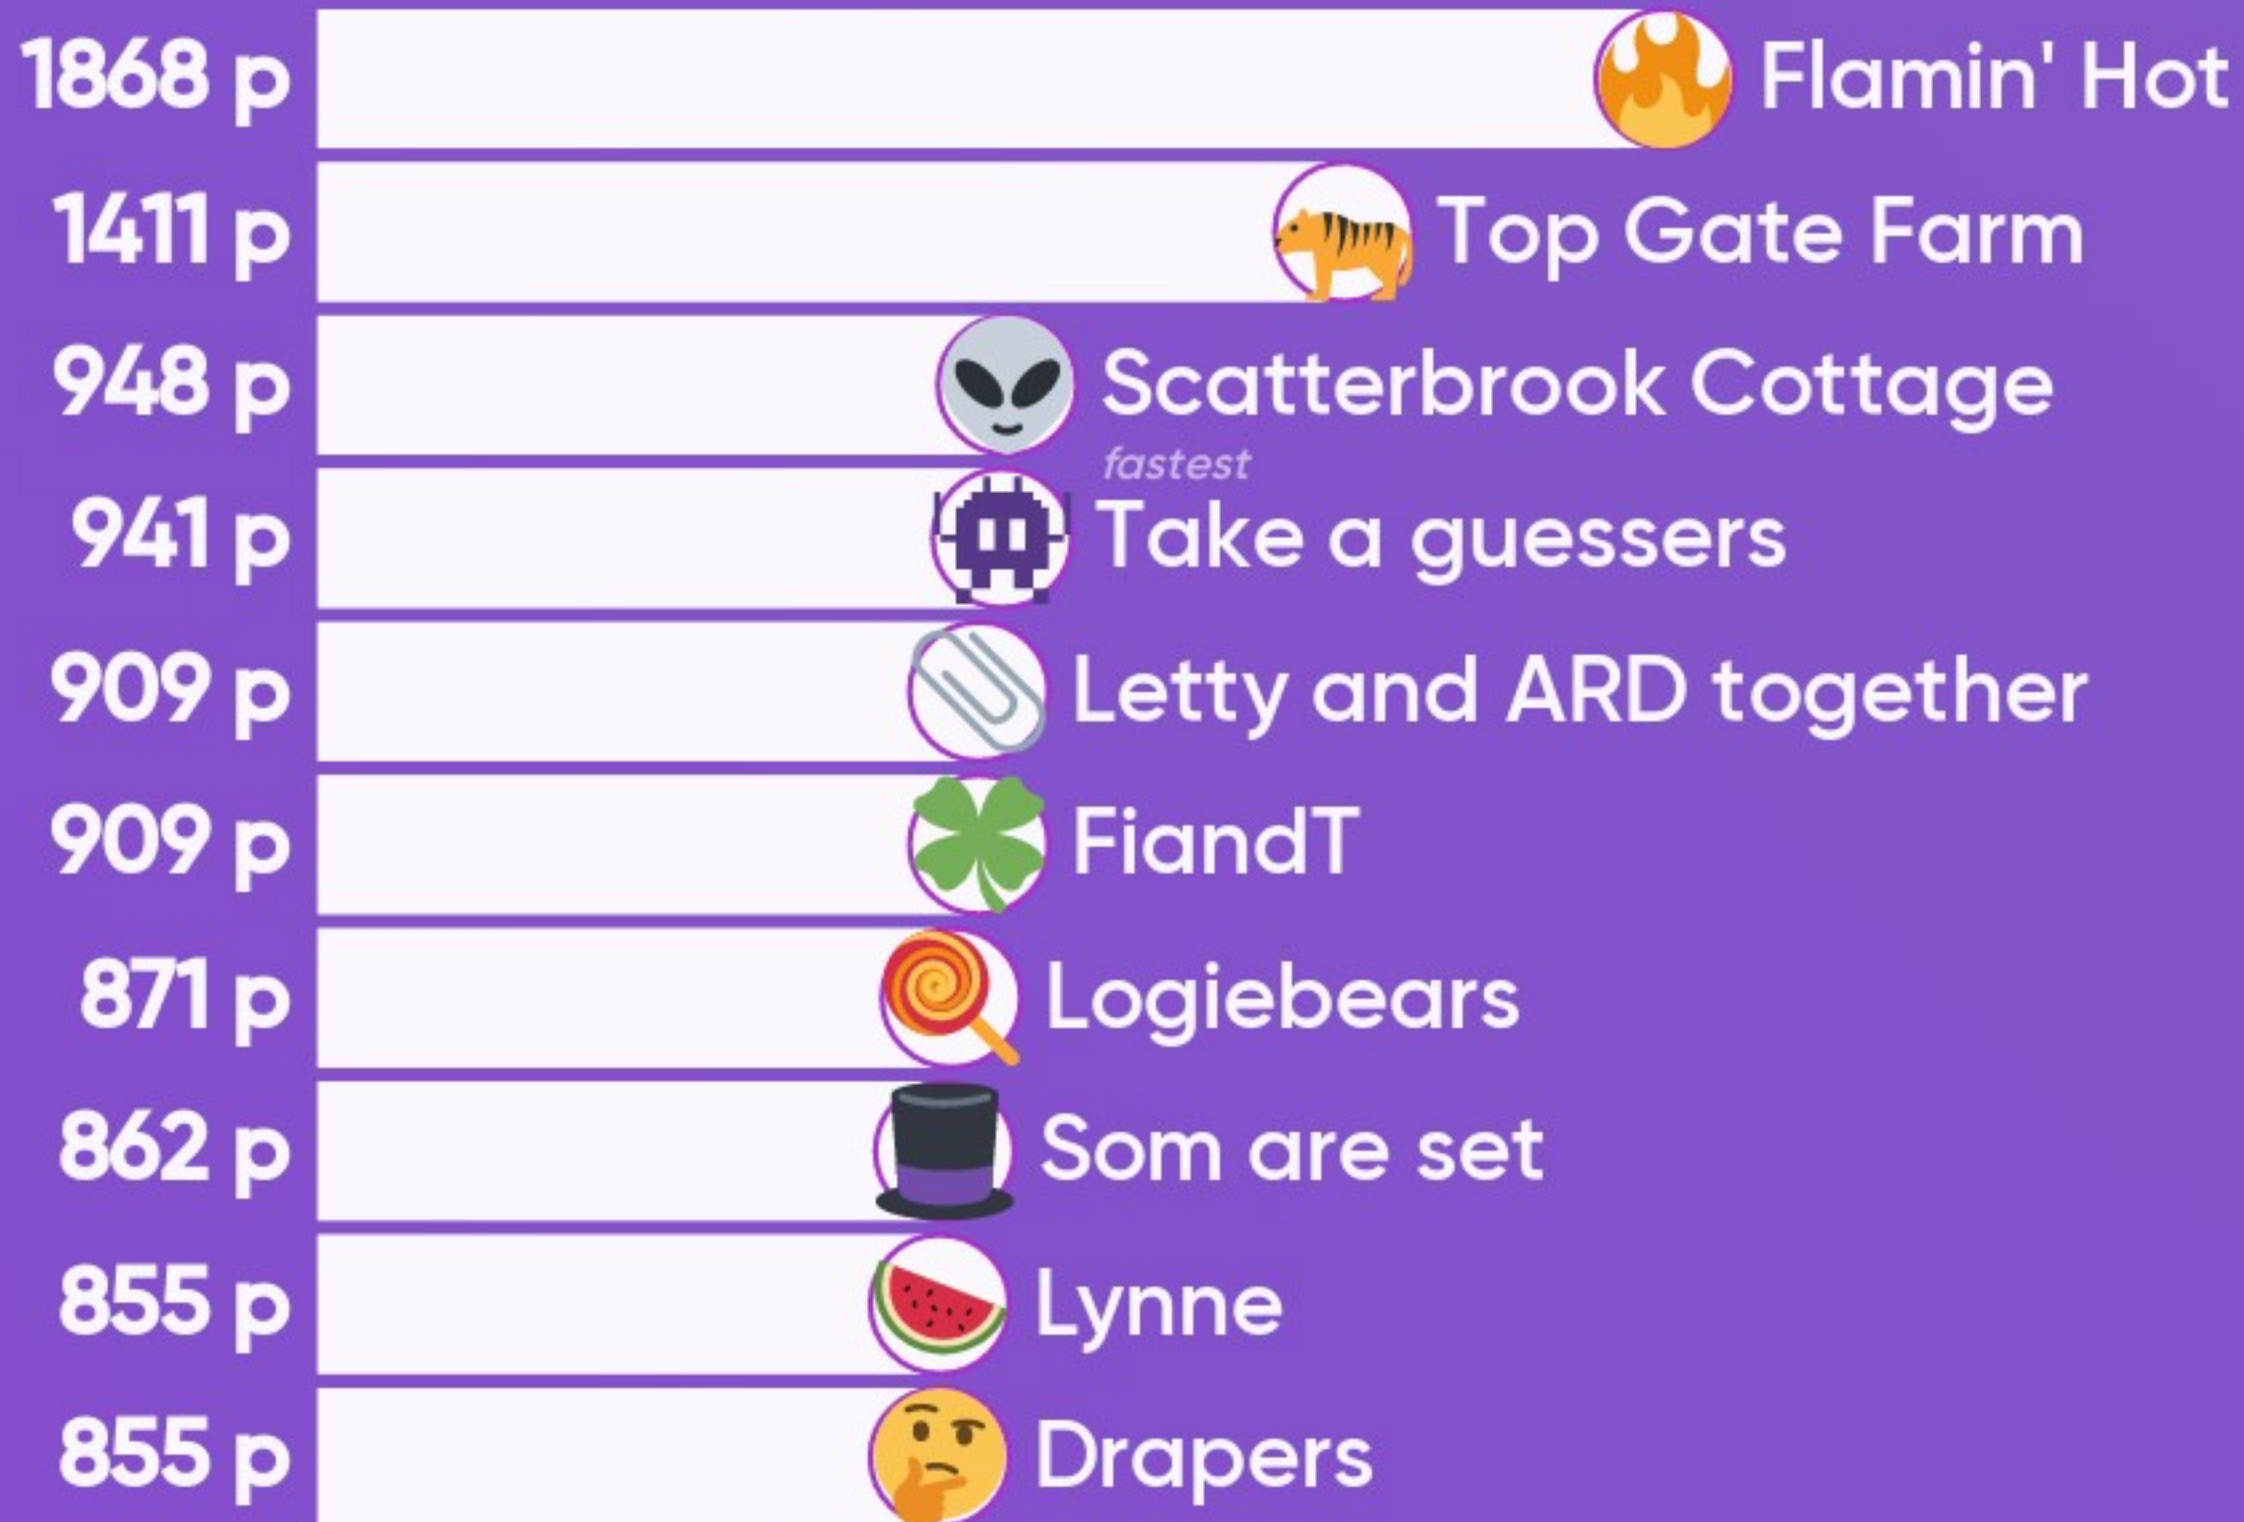 1868 p Flamin' Hot
1411 p Top Gate Farm
948 p Scatterbrook Cottage
fastest
941 p Take a guessers
909 p Letty and ARD together
909 p FiandT
871 p Logiebears
862 p Som are set
855 p Lynne
855 p Drapers